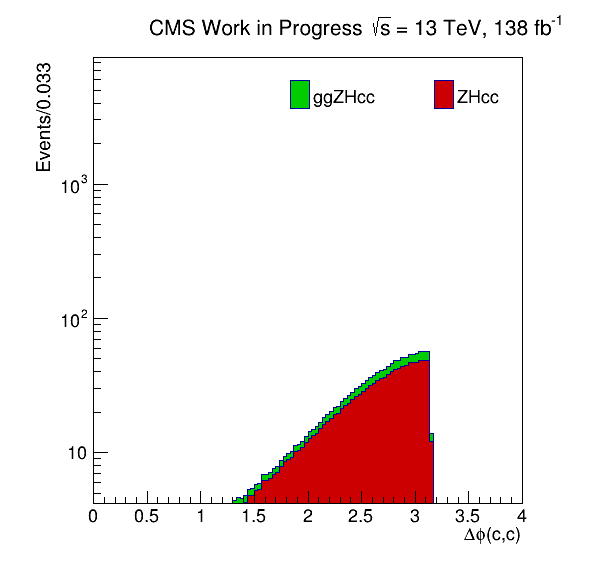 CMS Work in Progress √s = 13 TeV, 138 fb⁻¹
Events/0.033
ggZHcc ZHcc
10³
10²
10
0 0.5 1 1.5 2 2.5 3 3.5 4
Δϕ(c,c)